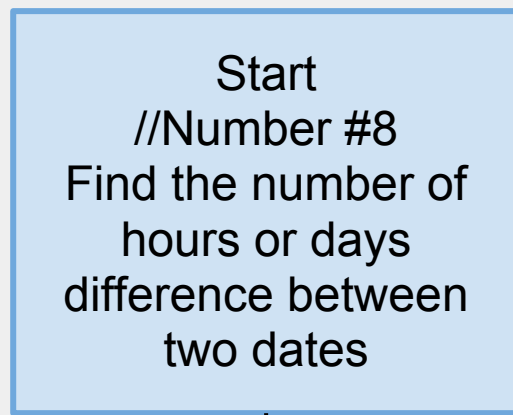 Start
//Number #8
Find the number of
hours or days
difference between
two dates